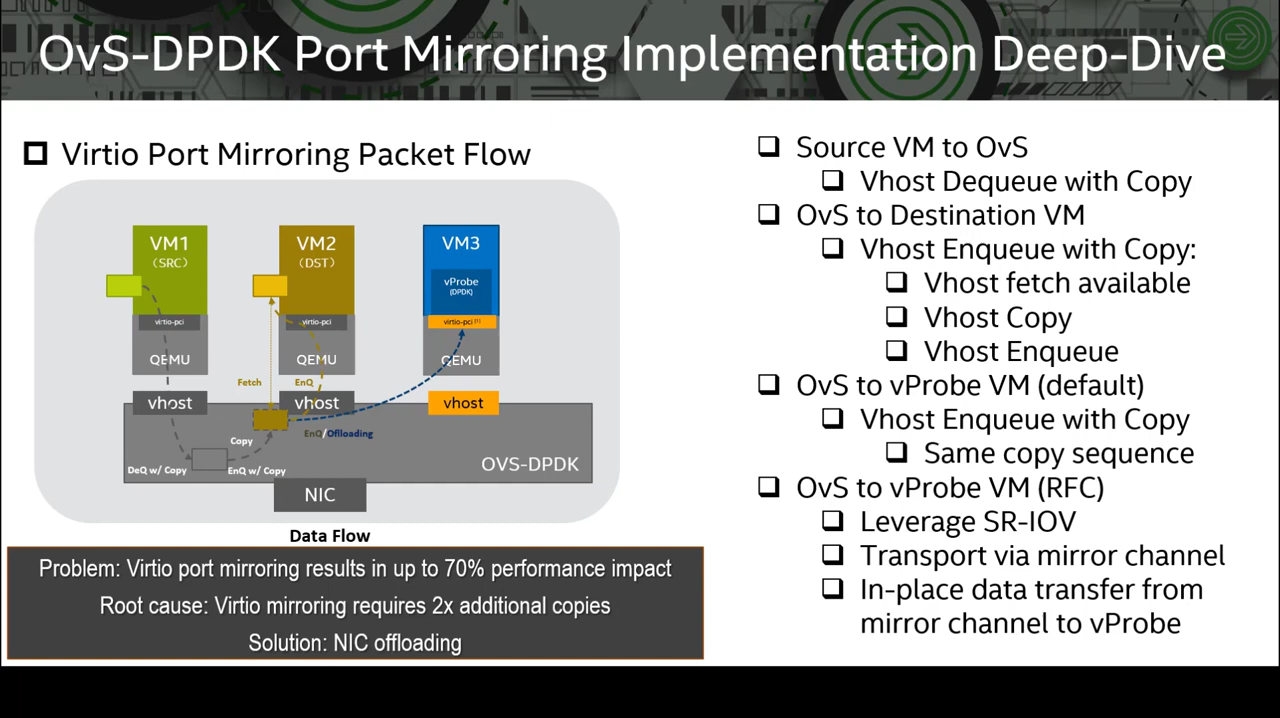 OvS-DPDK Port Mirroring Implementation Deep-Dive
Virtio Port Mirroring Packet Flow
VM1
(SRC)
VM2
(DST)
VM3
vProbe
(DPDK)
virtio-pci
virtio-pci
virtio-pci [1]
QEMU
QEMU
QEMU
Fetch
EnQ
vhost
vhost
vhost
EnQ/Offloading
Copy
DeQ w/ Copy
EnQ w/ Copy
OVS-DPDK
NIC
Data Flow
Problem: Virtio port mirroring results in up to 70% performance impact
Root cause: Virtio mirroring requires 2x additional copies
Solution: NIC offloading
Source VM to OvS
Vhost Dequeue with Copy
OvS to Destination VM
Vhost Enqueue with Copy:
Vhost fetch available
Vhost Copy
Vhost Enqueue
OvS to vProbe VM (default)
Vhost Enqueue with Copy
Same copy sequence
OvS to vProbe VM (RFC)
Leverage SR-IOV
Transport via mirror channel
In-place data transfer from
mirror channel to vProbe